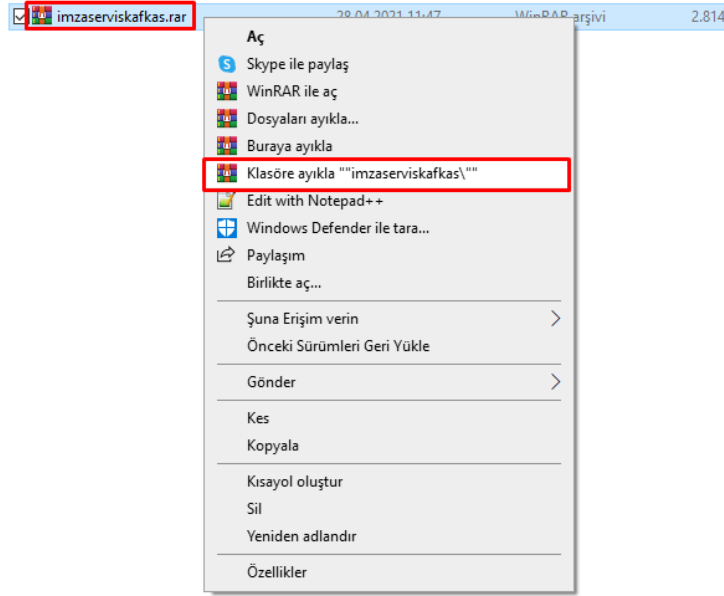 imzaserviskafkas.rar 28.04.2021 11:47 WinRAR arşivi 2.814
Aç
Skype ile paylaş
WinRAR ile aç
Dosyaları ayıkla...
Buraya ayıkla
Klasöre ayıkla ""imzaserviskafkas\""
Edit with Notepad++
Windows Defender ile tara...
Paylaşım
Birlikte aç...
Şuna Erişim verin
Önceki Sürümleri Geri Yükle
Gönder
Kes
Kopyala
Kısayol oluştur
Sil
Yeniden adlandır
Özellikler